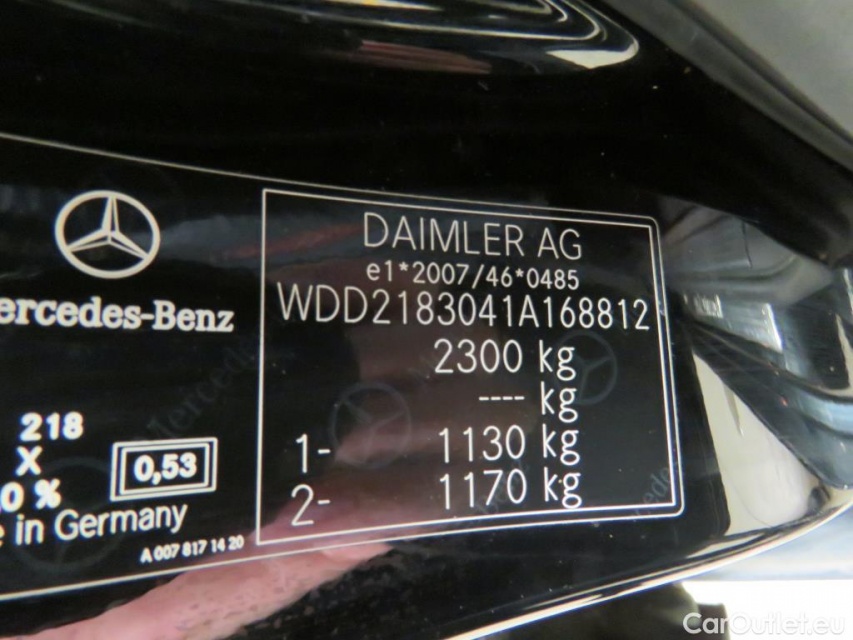 DAIMLER AG
e1*2007/46*0485
WDD2183041A168812
2300 kg
---- kg
1- 1130 kg
2- 1170 kg
ercedes-Benz
218
X
0,53
.0 %
e in Germany
A 007 817 14 20
CarOutlet.eu